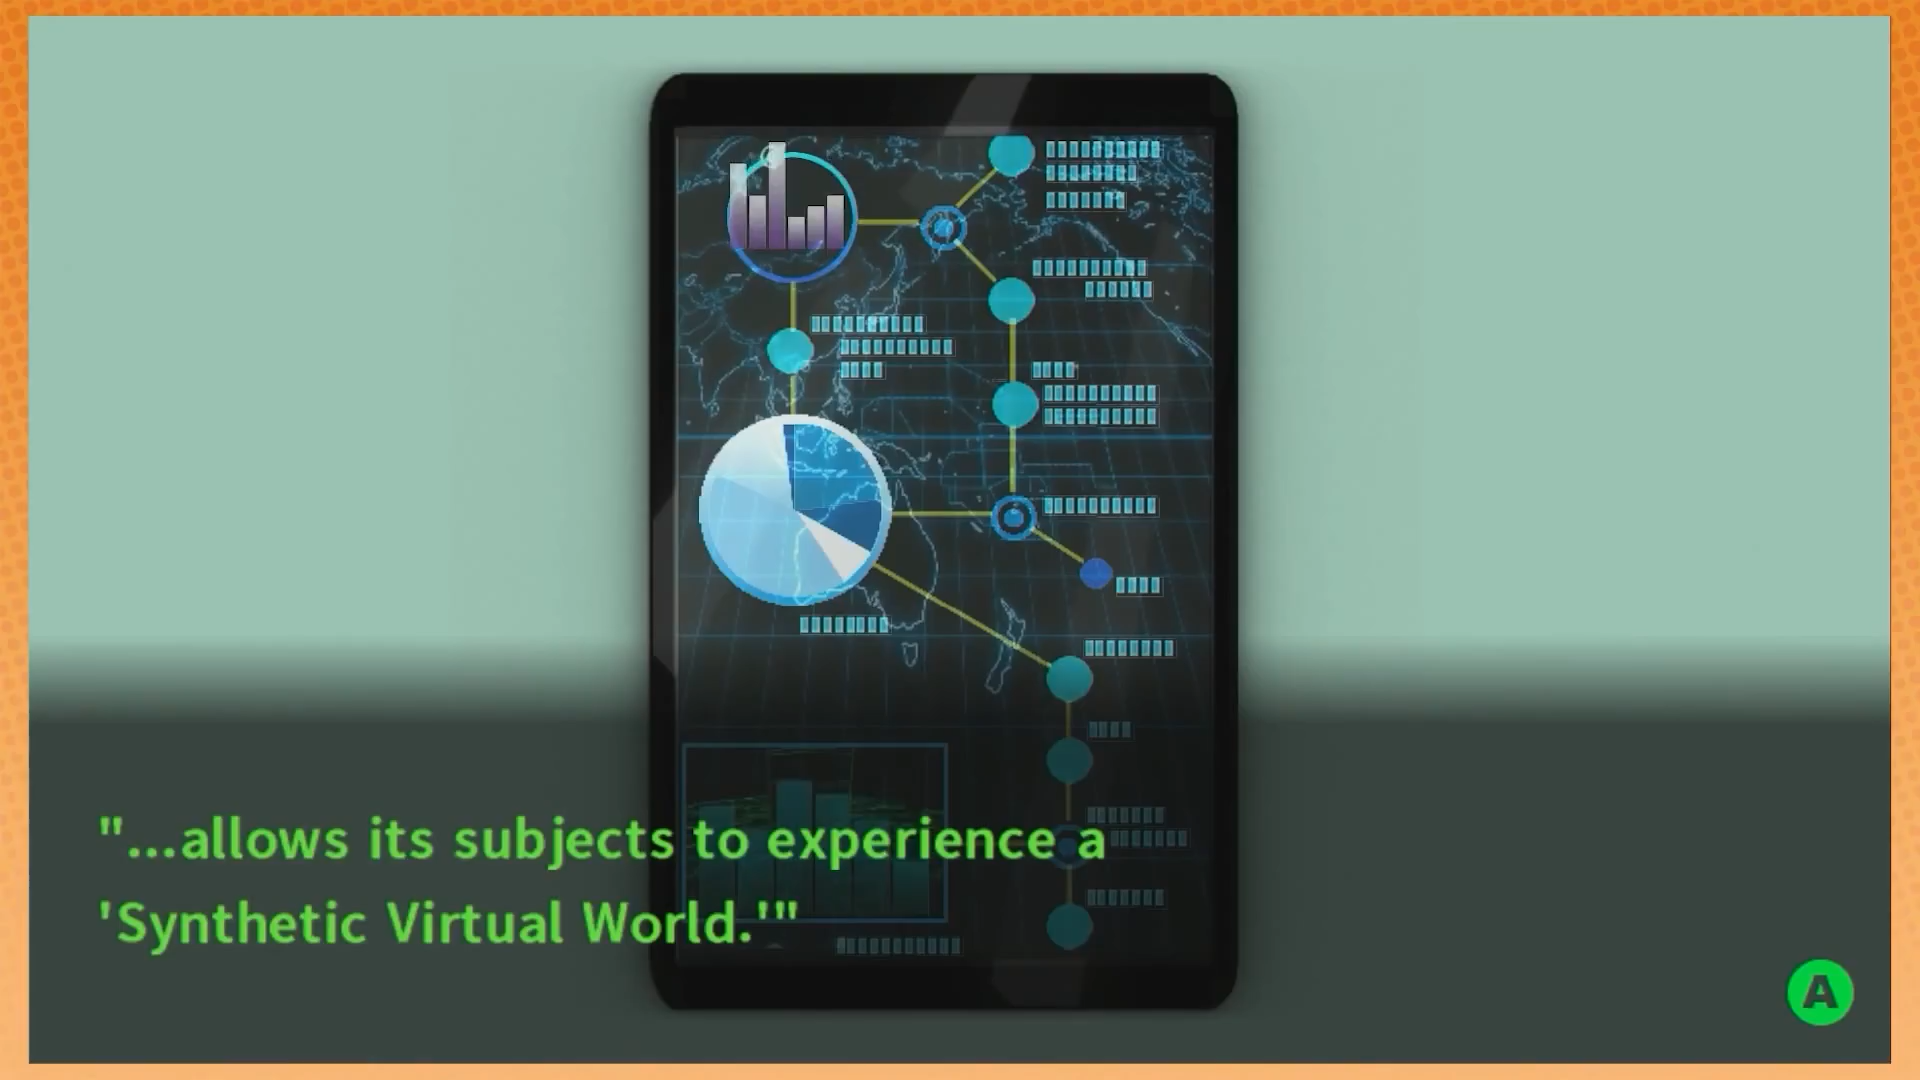 "...allows its subjects to experience a
'Synthetic Virtual World.'"
A